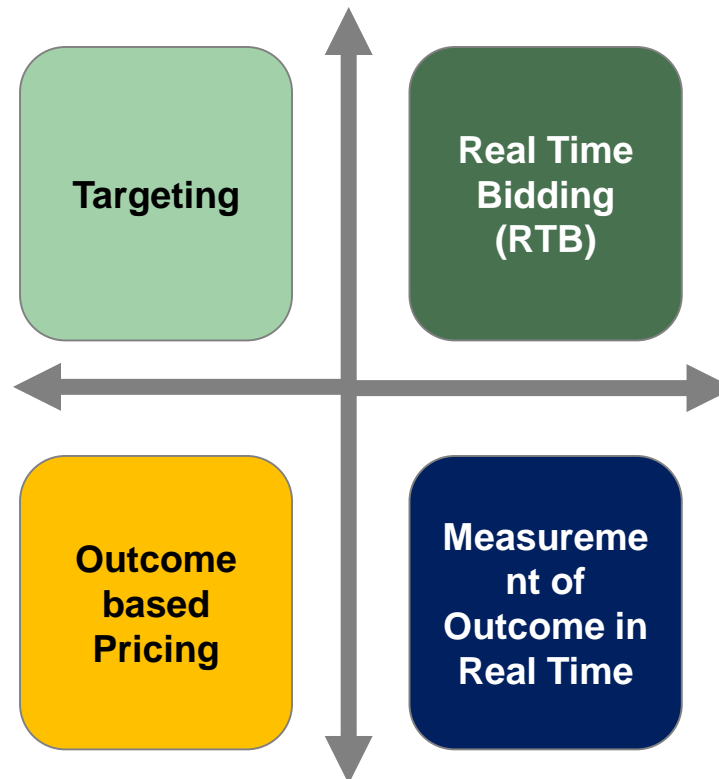 Targeting
Real Time
Bidding
(RTB)
Outcome
based
Pricing
Measureme
nt of
Outcome in
Real Time